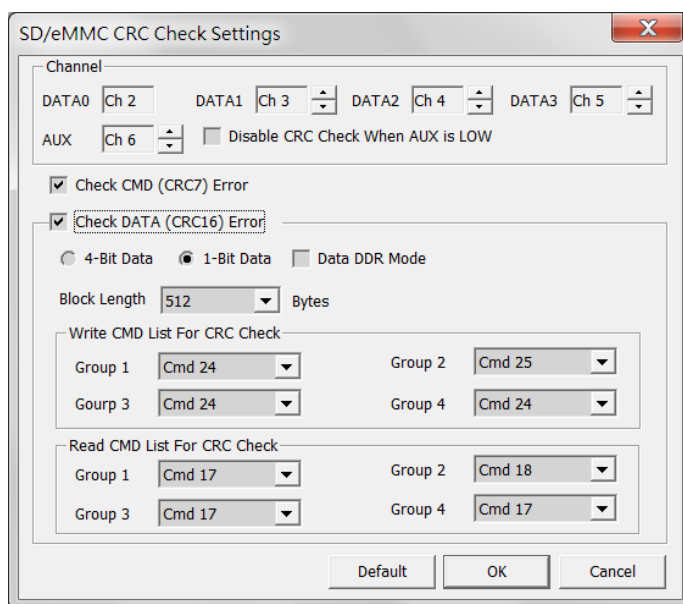 SD/eMMC CRC Check Settings
Channel
DATA0 Ch 2 DATA1 Ch 3 DATA2 Ch 4 DATA3 Ch 5
AUX Ch 6 Disable CRC Check When AUX is LOW
Check CMD (CRC7) Error
Check DATA (CRC16) Error
4-Bit Data 1-Bit Data Data DDR Mode
Block Length 512 Bytes
Write CMD List For CRC Check
Group 1 Cmd 24 Group 2 Cmd 25
Gourp 3 Cmd 24 Group 4 Cmd 24
Read CMD List For CRC Check
Group 1 Cmd 17 Group 2 Cmd 18
Group 3 Cmd 17 Group 4 Cmd 17
Default OK Cancel